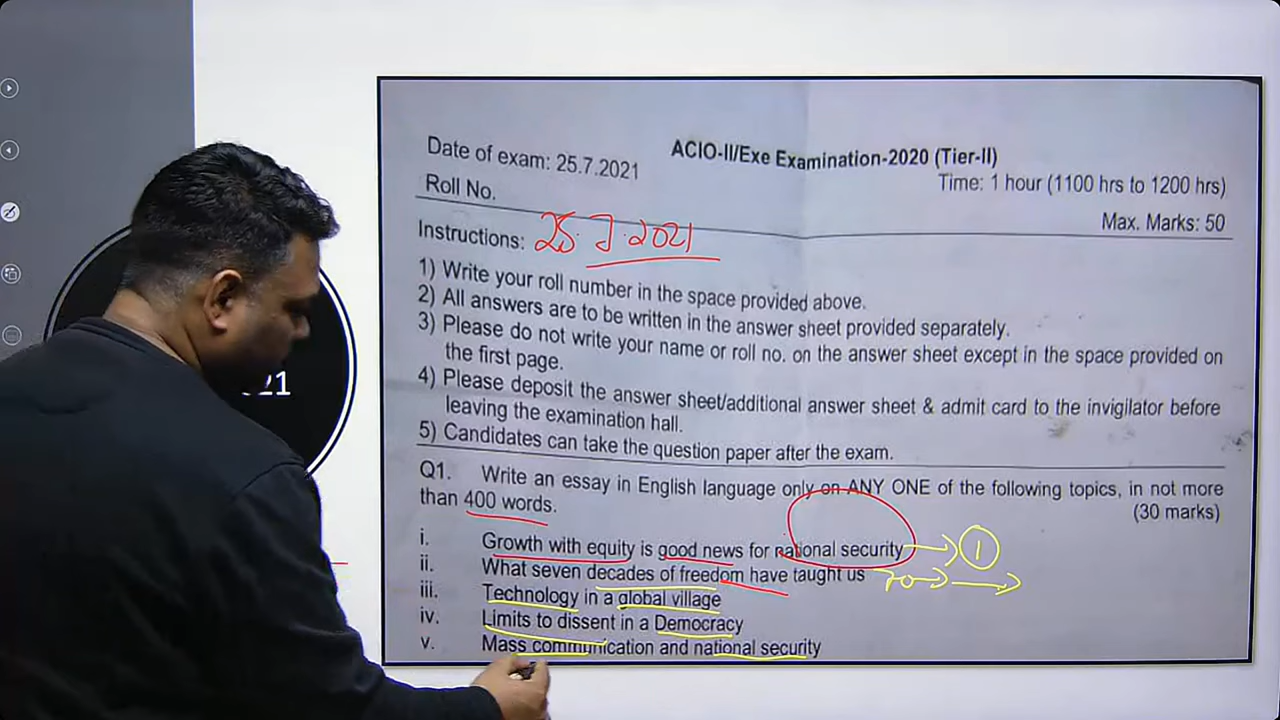 Date of exam: 25.7.2021
ACIO-II/Exe Examination-2020 (Tier-II)
Roll No.
Time: 1 hour (1100 hrs to 1200 hrs)
Max. Marks: 50
Instructions: 25 J 2021
1) Write your roll number in the space provided above.
2) All answers are to be written in the answer sheet provided separately.
3) Please do not write your name or roll no. on the answer sheet except in the space provided on
the first page.
4) Please deposit the answer sheet/additional answer sheet & admit card to the invigilator before
leaving the examination hall.
5) Candidates can take the question paper after the exam.
Q1. Write an essay in English language only on ANY ONE of the following topics, in not more
than 400 words.
(30 marks)
i. Growth with equity is good news for national security 1
ii. What seven decades of freedom have taught us 70
iii. Technology in a global village
iv. Limits to dissent in a Democracy
v. Mass communication and national security